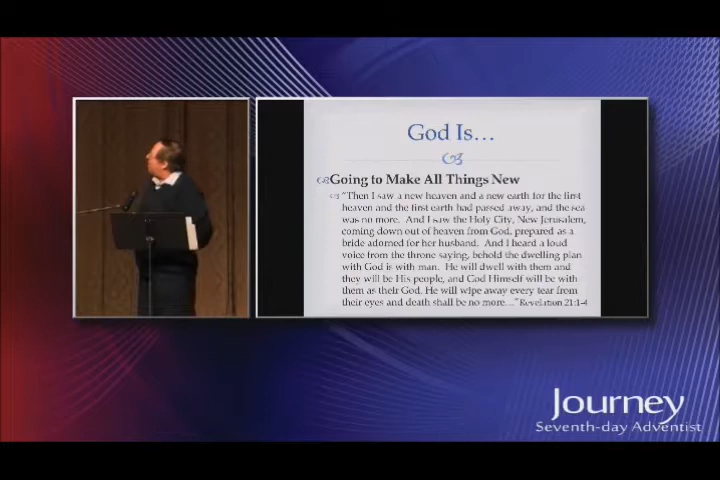 God Is...
Going to Make All Things New
"Then I saw a new heaven and a new earth for the first
heaven and the first earth had passed away, and the sea
was no more. And I saw the Holy City, New Jerusalem,
coming down out of heaven from God, prepared as a
bride adorned for her husband. And I heard a loud
voice from the throne saying, behold the dwelling plan
with God is with man. He will dwell with them and
they will be His people, and God Himself will be with
them as their God. He will wipe away every tear from
their eyes and death shall be no more..." Revelation 21:1-4
Journey
Seventh-day Adventist